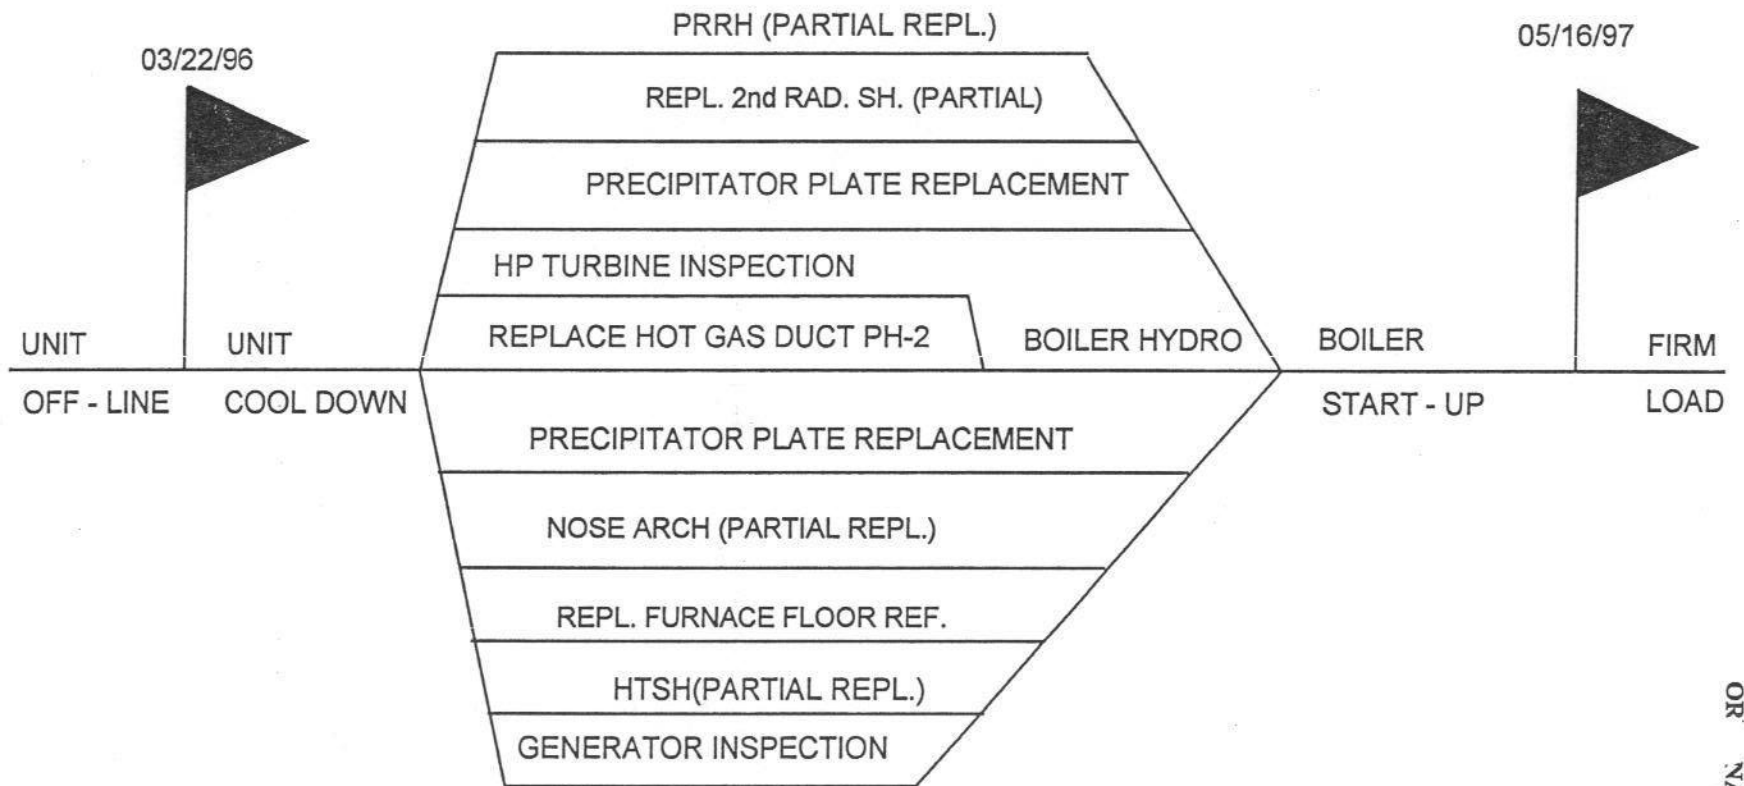 PRRH (PARTIAL REPL.)
05/16/97
03/22/96
REPL. 2nd RAD. SH. (PARTIAL)
PRECIPITATOR PLATE REPLACEMENT
HP TURBINE INSPECTION
UNIT
UNIT
REPLACE HOT GAS DUCT PH-2
BOILER HYDRO
BOILER
FIRM
OFF - LINE
COOL DOWN
START - UP
LOAD
PRECIPITATOR PLATE REPLACEMENT
NOSE ARCH (PARTIAL REPL.)
REPL. FURNACE FLOOR REF.
HTSH(PARTIAL REPL.)
GENERATOR INSPECTION
OR